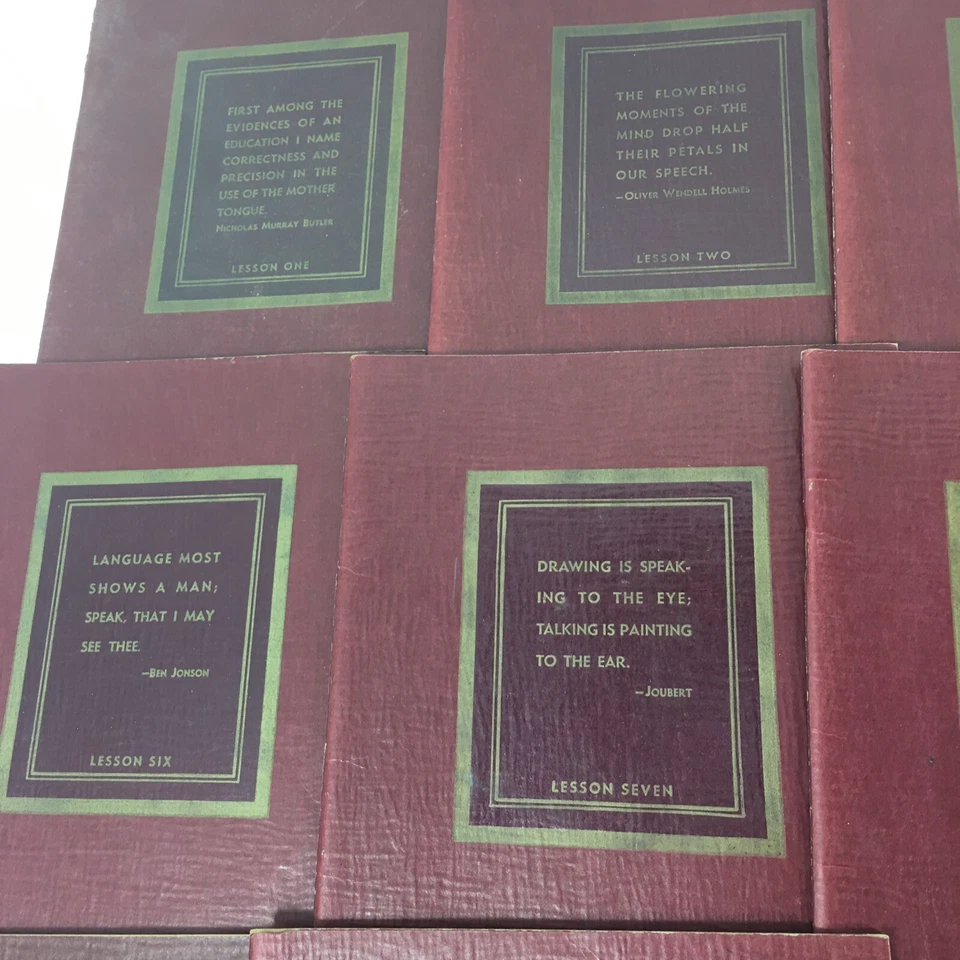 FIRST AMONG THE
EVIDENCES OF AN
EDUCATION I NAME
CORRECTNESS AND
PRECISION IN THE
USE OF THE MOTHER
TONGUE.
NICHOLAS MURRAY BUTLER
LESSON ONE
THE FLOWERING
MOMENTS OF THE
MIND DROP HALF
THEIR PETALS IN
OUR SPEECH.
—OLIVER WENDELL HOLMES
LESSON TWO
LANGUAGE MOST
SHOWS A MAN;
SPEAK, THAT I MAY
SEE THEE.
—BEN JONSON
LESSON SIX
DRAWING IS SPEAK-
ING TO THE EYE;
TALKING IS PAINTING
TO THE EAR.
—JOUBERT
LESSON SEVEN